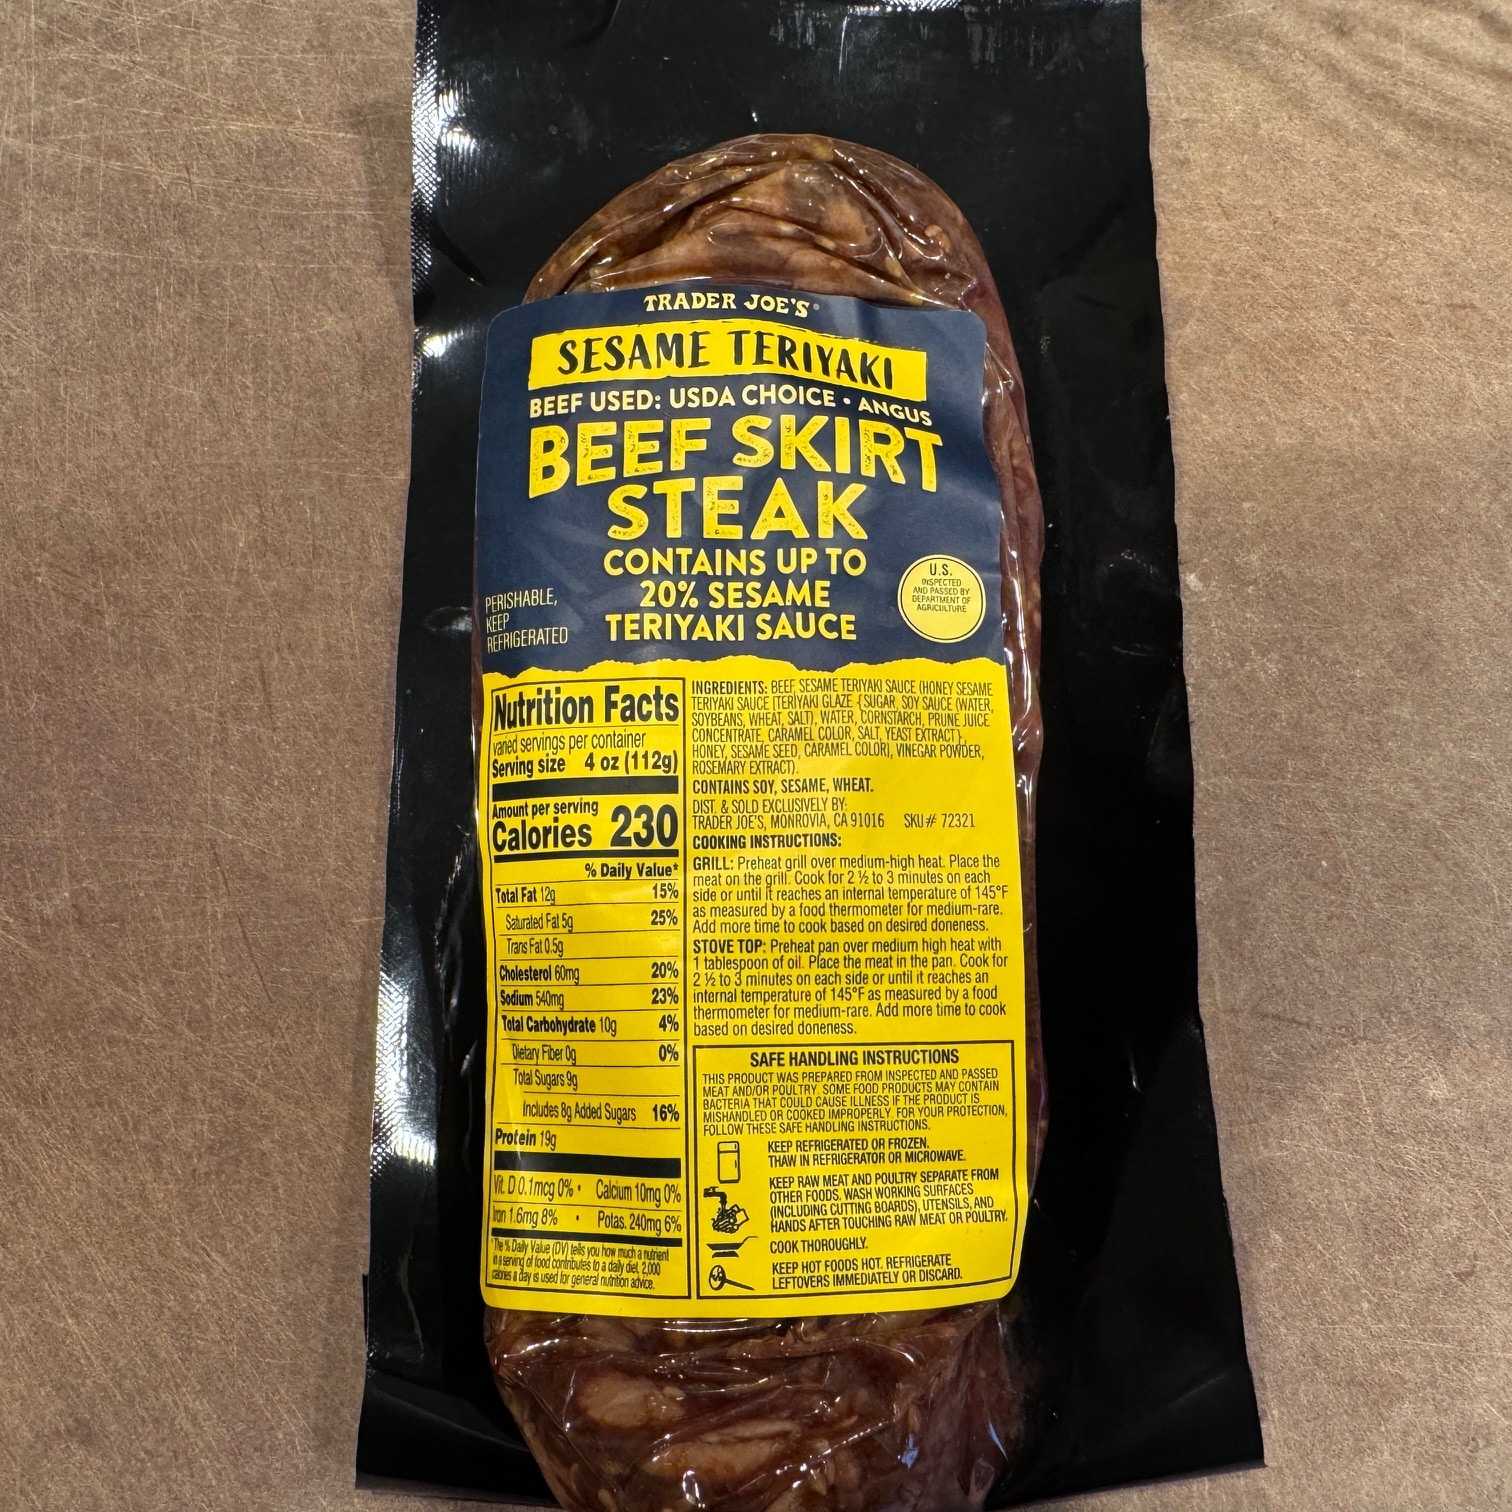 TRADER JOE'S®
SESAME TERIYAKI
BEEF USED: USDA CHOICE • ANGUS
BEEF SKIRT
STEAK
CONTAINS UP TO
20% SESAME
TERIYAKI SAUCE
PERISHABLE,
KEEP
REFRIGERATED
U.S.
INSPECTED
AND PASSED BY
DEPARTMENT OF
AGRICULTURE
Nutrition Facts
varied servings per container
Serving size 4 oz (112g)
Amount per serving
Calories 230
% Daily Value*
Total Fat 12g 15%
Saturated Fat 5g 25%
Trans Fat 0.5g
Cholesterol 60mg 20%
Sodium 540mg 23%
Total Carbohydrate 10g 4%
Dietary Fiber 0g 0%
Total Sugars 9g
Includes 8g Added Sugars 16%
Protein 19g
Vit. D 0.1mcg 0% • Calcium 10mg 0%
Iron 1.6mg 8% • Potas. 240mg 6%
*The % Daily Value (DV) tells you how much a nutrient
in a serving of food contributes to a daily diet. 2,000
calories a day is used for general nutrition advice.
INGREDIENTS: BEEF, SESAME TERIYAKI SAUCE (HONEY SESAME
TERIYAKI SAUCE [TERIYAKI GLAZE {SUGAR, SOY SAUCE (WATER,
SOYBEANS, WHEAT, SALT), WATER, CORNSTARCH, PRUNE JUICE
CONCENTRATE, CARAMEL COLOR, SALT, YEAST EXTRACT},
HONEY, SESAME SEED, CARAMEL COLOR], VINEGAR POWDER,
ROSEMARY EXTRACT).
CONTAINS SOY, SESAME, WHEAT.
DIST. & SOLD EXCLUSIVELY BY:
TRADER JOE'S, MONROVIA, CA 91016 SKU# 72321
COOKING INSTRUCTIONS:
GRILL: Preheat grill over medium-high heat. Place the
meat on the grill. Cook for 2 ½ to 3 minutes on each
side or until it reaches an internal temperature of 145°F
as measured by a food thermometer for medium-rare.
Add more time to cook based on desired doneness.
STOVE TOP: Preheat pan over medium high heat with
1 tablespoon of oil. Place the meat in the pan. Cook for
2 ½ to 3 minutes on each side or until it reaches an
internal temperature of 145°F as measured by a food
thermometer for medium-rare. Add more time to cook
based on desired doneness.
SAFE HANDLING INSTRUCTIONS
THIS PRODUCT WAS PREPARED FROM INSPECTED AND PASSED
MEAT AND/OR POULTRY. SOME FOOD PRODUCTS MAY CONTAIN
BACTERIA THAT COULD CAUSE ILLNESS IF THE PRODUCT IS
MISHANDLED OR COOKED IMPROPERLY. FOR YOUR PROTECTION,
FOLLOW THESE SAFE HANDLING INSTRUCTIONS.
KEEP REFRIGERATED OR FROZEN.
THAW IN REFRIGERATOR OR MICROWAVE.
KEEP RAW MEAT AND POULTRY SEPARATE FROM
OTHER FOODS. WASH WORKING SURFACES
(INCLUDING CUTTING BOARDS), UTENSILS, AND
HANDS AFTER TOUCHING RAW MEAT OR POULTRY.
COOK THOROUGHLY.
KEEP HOT FOODS HOT. REFRIGERATE
LEFTOVERS IMMEDIATELY OR DISCARD.